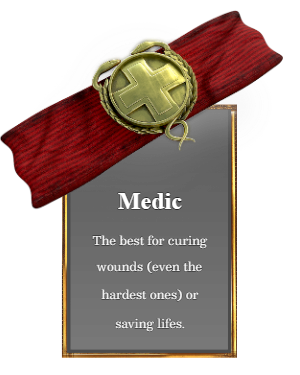 Medic
The best for curing
wounds (even the
hardest ones) or
saving lifes.